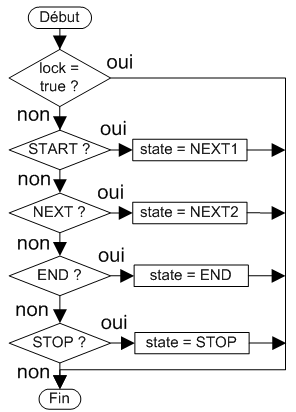 Début
lock =
true ?
oui
non
START ?
oui
state = NEXT1
non
NEXT ?
oui
state = NEXT2
non
END ?
oui
state = END
non
STOP ?
oui
state = STOP
non
Fin